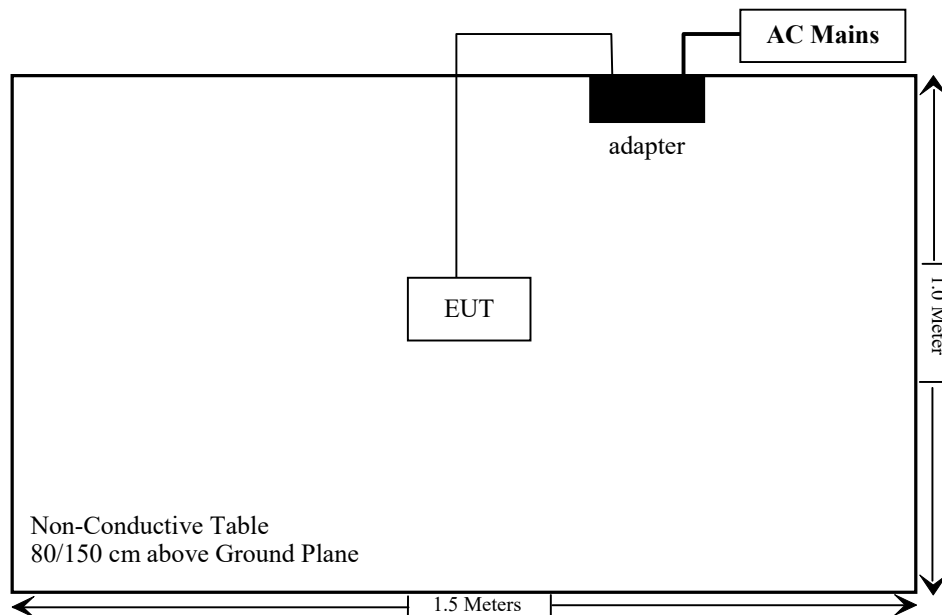 AC Mains
adapter
EUT
1.0 Meter
Non-Conductive Table
80/150 cm above Ground Plane
1.5 Meters